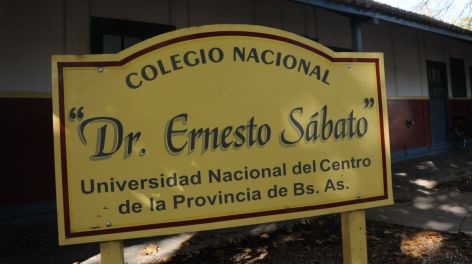 COLEGIO NACIONAL
“Dr. Ernesto Sábato”
Universidad Nacional del Centro
de la Provincia de Bs. As.